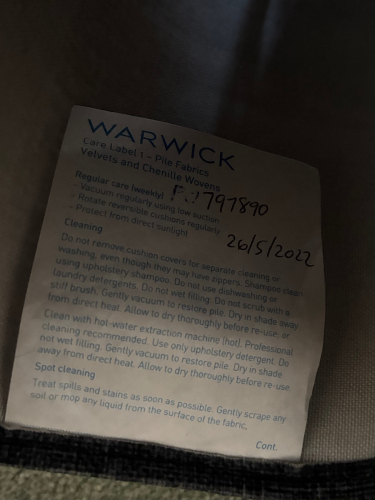 WARWICK
Care Label 1 - Pile Fabrics
Velvets and Chenille Wovens
Regular care (weekly)
797890
- Vacuum regularly using low suction.
- Rotate reversible cushions regularly.
- Protect from direct sunlight.
26/5/2022
Cleaning
Do not remove cushion covers for separate cleaning or
washing, even though they may have zippers. Shampoo clean
using upholstery shampoo. Do not use dishwashing or
laundry detergents. Do not wet filling. Do not scrub with a
stiff brush. Gently vacuum to restore pile. Dry in shade away
from direct heat. Allow to dry thoroughly before re-use; or
Clean with hot-water extraction machine (hot). Professional
cleaning recommended. Use only upholstery detergent. Do
not wet filling. Gently vacuum to restore pile. Dry in shade
away from direct heat. Allow to dry thoroughly before re-use.
Spot cleaning
Treat spills and stains as soon as possible. Gently scrape any
soil or mop any liquid from the surface of the fabric.
Cont.